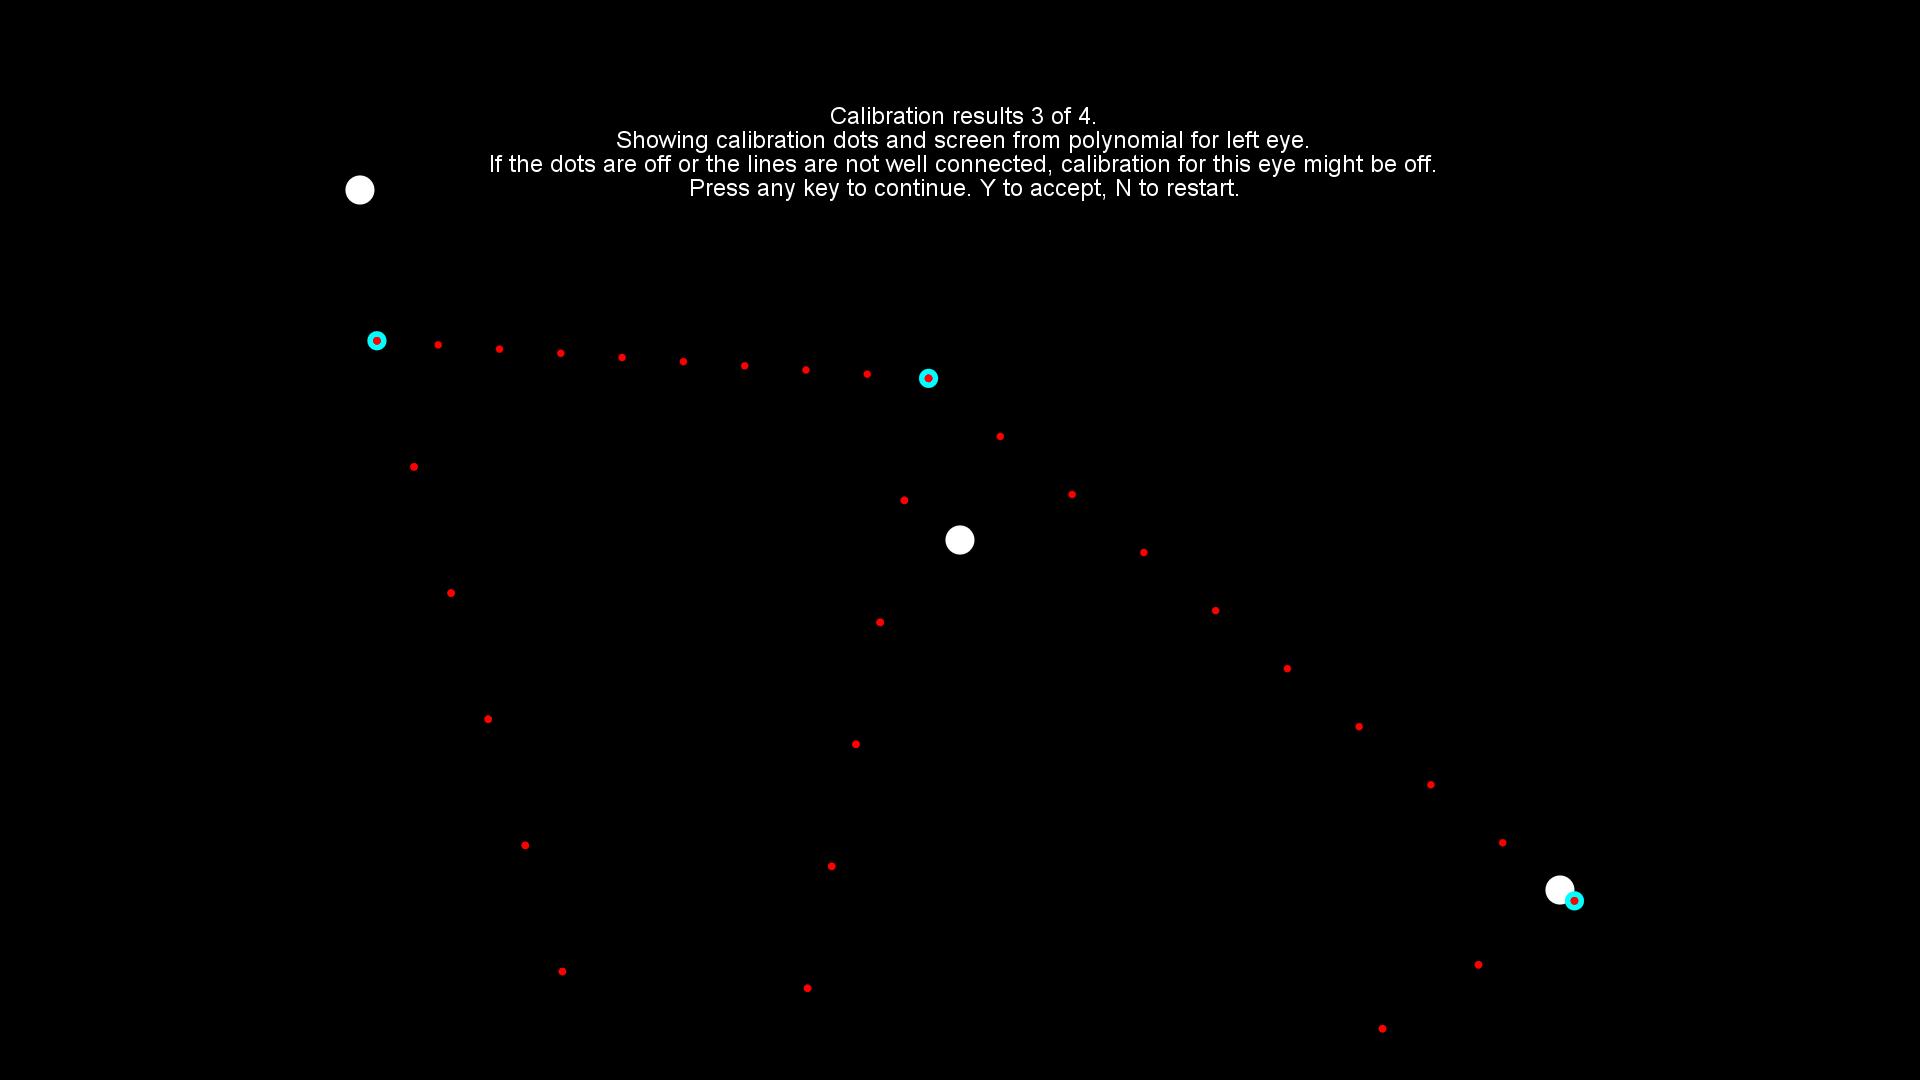 Calibration results 3 of 4.
Showing calibration dots and screen from polynomial for left eye.
If the dots are off or the lines are not well connected, calibration for this eye might be off.
Press any key to continue. Y to accept, N to restart.